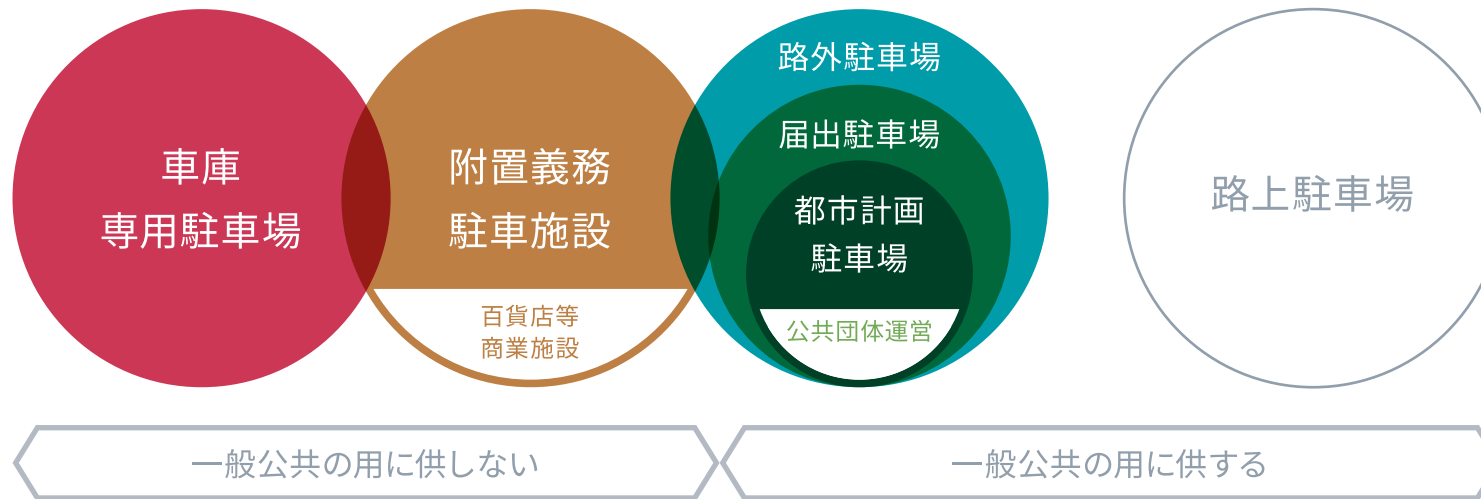 車庫
専用駐車場
附置義務
駐車施設
百貨店等
商業施設
路外駐車場
届出駐車場
都市計画
駐車場
公共団体運営
路上駐車場
一般公共の用に供しない
一般公共の用に供する